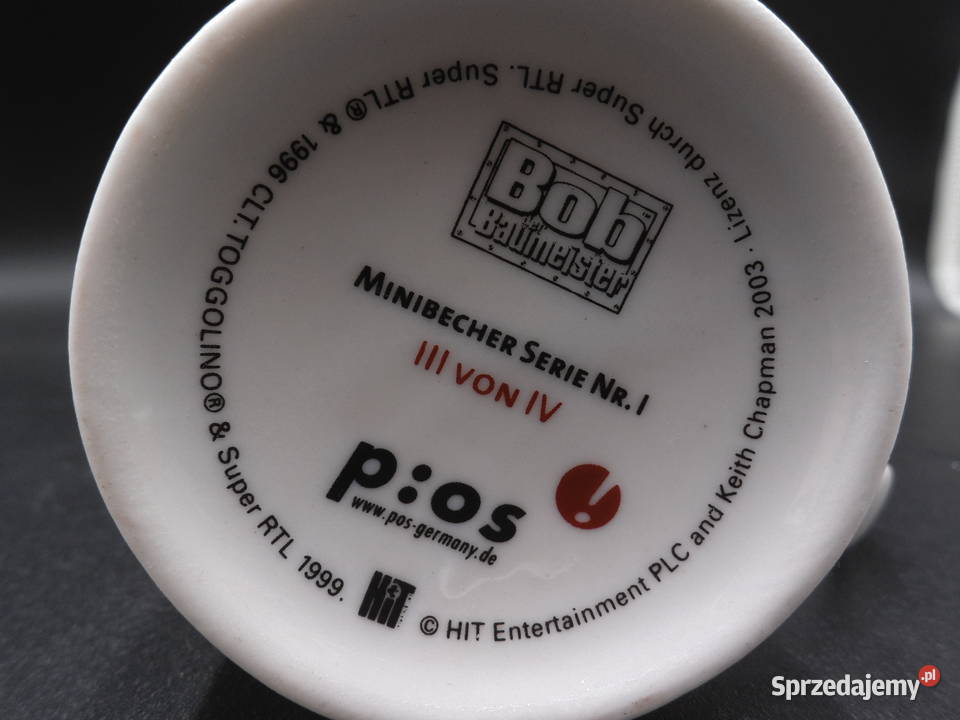 Bob
der
Baumeister
MINIBECHER SERIE NR. I
III VON IV
p:os
www.pos-germany.de
HiT
© HIT Entertainment PLC and Keith Chapman 2003 · Lizenz durch Super RTL. Super RTL® & 1996 CLT. TOGGOLINO® & Super RTL 1999.
Sprzedajemy.pl